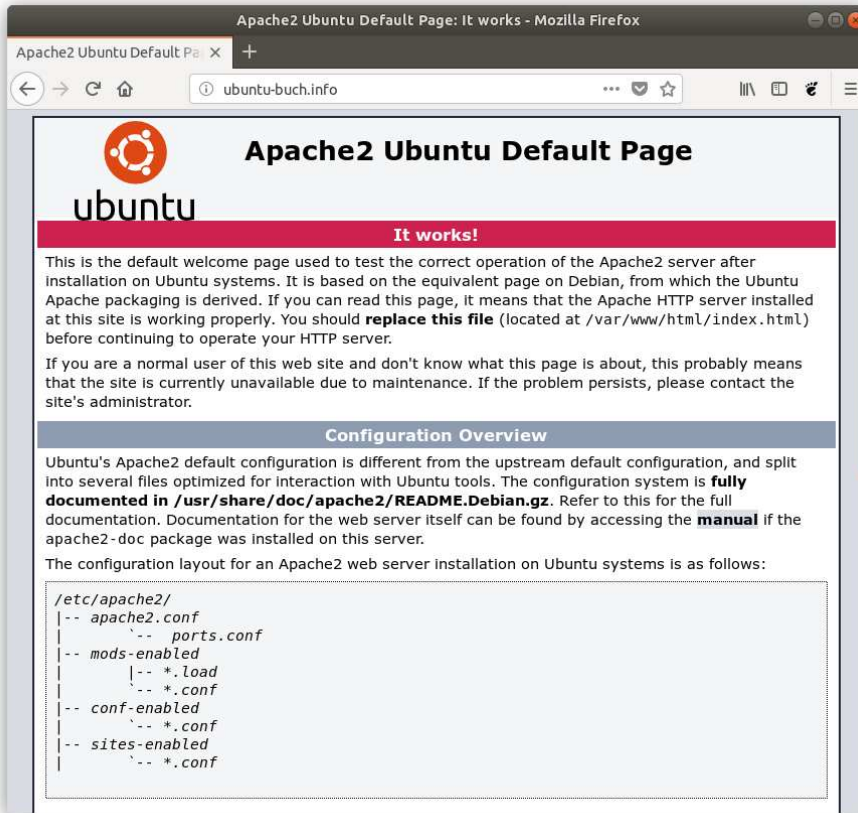 Apache2 Ubuntu Default Page: It works - Mozilla Firefox
Apache2 Ubuntu Default Pa
ubuntu-buch.info
ubuntu
Apache2 Ubuntu Default Page
It works!
This is the default welcome page used to test the correct operation of the Apache2 server after
installation on Ubuntu systems. It is based on the equivalent page on Debian, from which the Ubuntu
Apache packaging is derived. If you can read this page, it means that the Apache HTTP server installed
at this site is working properly. You should replace this file (located at /var/www/html/index.html)
before continuing to operate your HTTP server.
If you are a normal user of this web site and don't know what this page is about, this probably means
that the site is currently unavailable due to maintenance. If the problem persists, please contact the
site's administrator.
Configuration Overview
Ubuntu's Apache2 default configuration is different from the upstream default configuration, and split
into several files optimized for interaction with Ubuntu tools. The configuration system is fully
documented in /usr/share/doc/apache2/README.Debian.gz. Refer to this for the full
documentation. Documentation for the web server itself can be found by accessing the manual if the
apache2-doc package was installed on this server.
The configuration layout for an Apache2 web server installation on Ubuntu systems is as follows:
/etc/apache2/
|-- apache2.conf
|       `--  ports.conf
|-- mods-enabled
|       |-- *.load
|       `-- *.conf
|-- conf-enabled
|       `-- *.conf
|-- sites-enabled
|       `-- *.conf